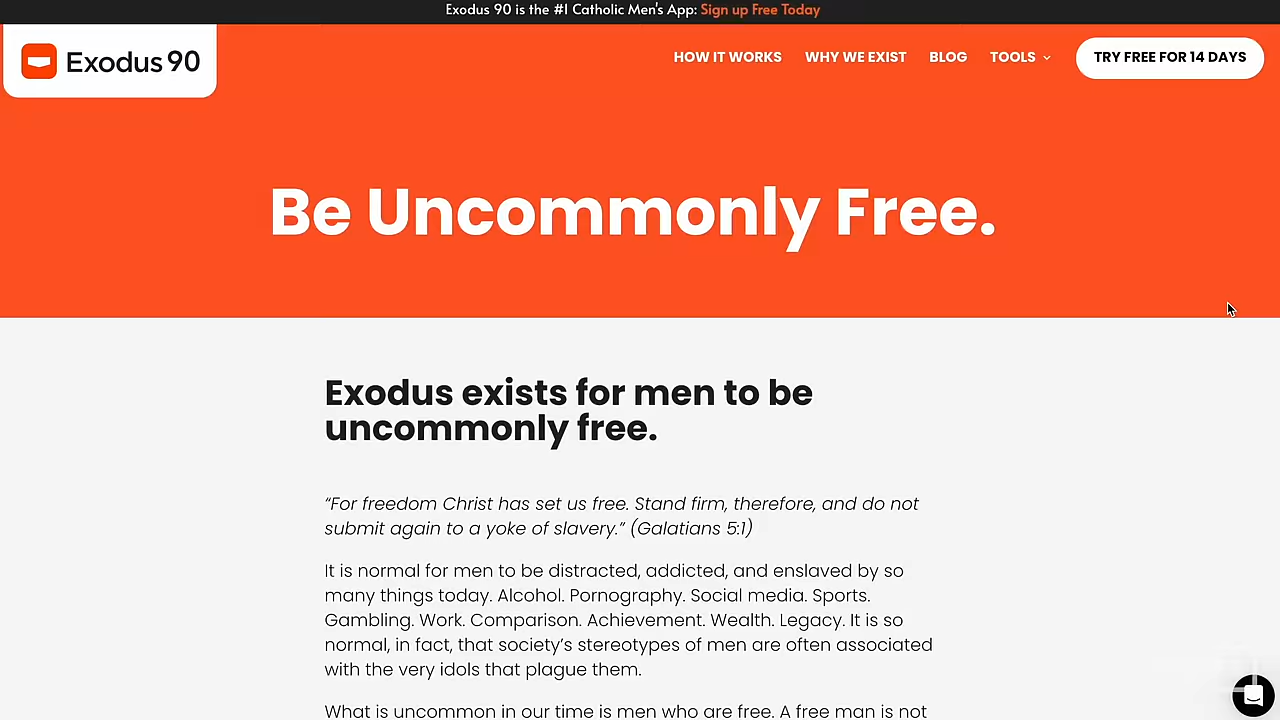 Exodus 90 is the #1 Catholic Men's App: Sign up Free Today
Exodus 90
HOW IT WORKS
WHY WE EXIST
BLOG
TOOLS
TRY FREE FOR 14 DAYS
Be Uncommonly Free.
Exodus exists for men to be
uncommonly free.
“For freedom Christ has set us free. Stand firm, therefore, and do not
submit again to a yoke of slavery.” (Galatians 5:1)
It is normal for men to be distracted, addicted, and enslaved by so
many things today. Alcohol. Pornography. Social media. Sports.
Gambling. Work. Comparison. Achievement. Wealth. Legacy. It is so
normal, in fact, that society’s stereotypes of men are often associated
with the very idols that plague them.
What is uncommon in our time is men who are free. A free man is not